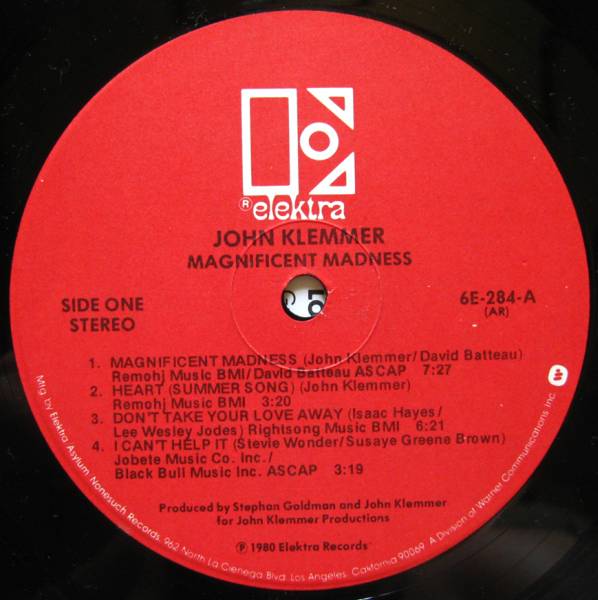 ® elektra
JOHN KLEMMER
MAGNIFICENT MADNESS
SIDE ONE
STEREO
6E-284-A
(AR)
1. MAGNIFICENT MADNESS (John Klemmer/David Batteau)
Remohj Music BMI/David Batteau ASCAP 7:27
2. HEART (SUMMER SONG) (John Klemmer)
Remohj Music BMI 3:20
3. DON'T TAKE YOUR LOVE AWAY (Isaac Hayes/
Lee Wesley Jodes) Rightsong Music BMI 6:21
4. I CAN'T HELP IT (Stevie Wonder/Susaye Greene Brown)
Jobete Music Co. Inc./
Black Bull Music Inc. ASCAP 3:19
Produced by Stephan Goldman and John Klemmer
for John Klemmer Productions
℗ 1980 Elektra Records
Mfg. by Elektra Asylum Nonesuch Records, 962 North La Cienega Blvd. Los Angeles, California 90069 A Division of Warner Communications Inc.